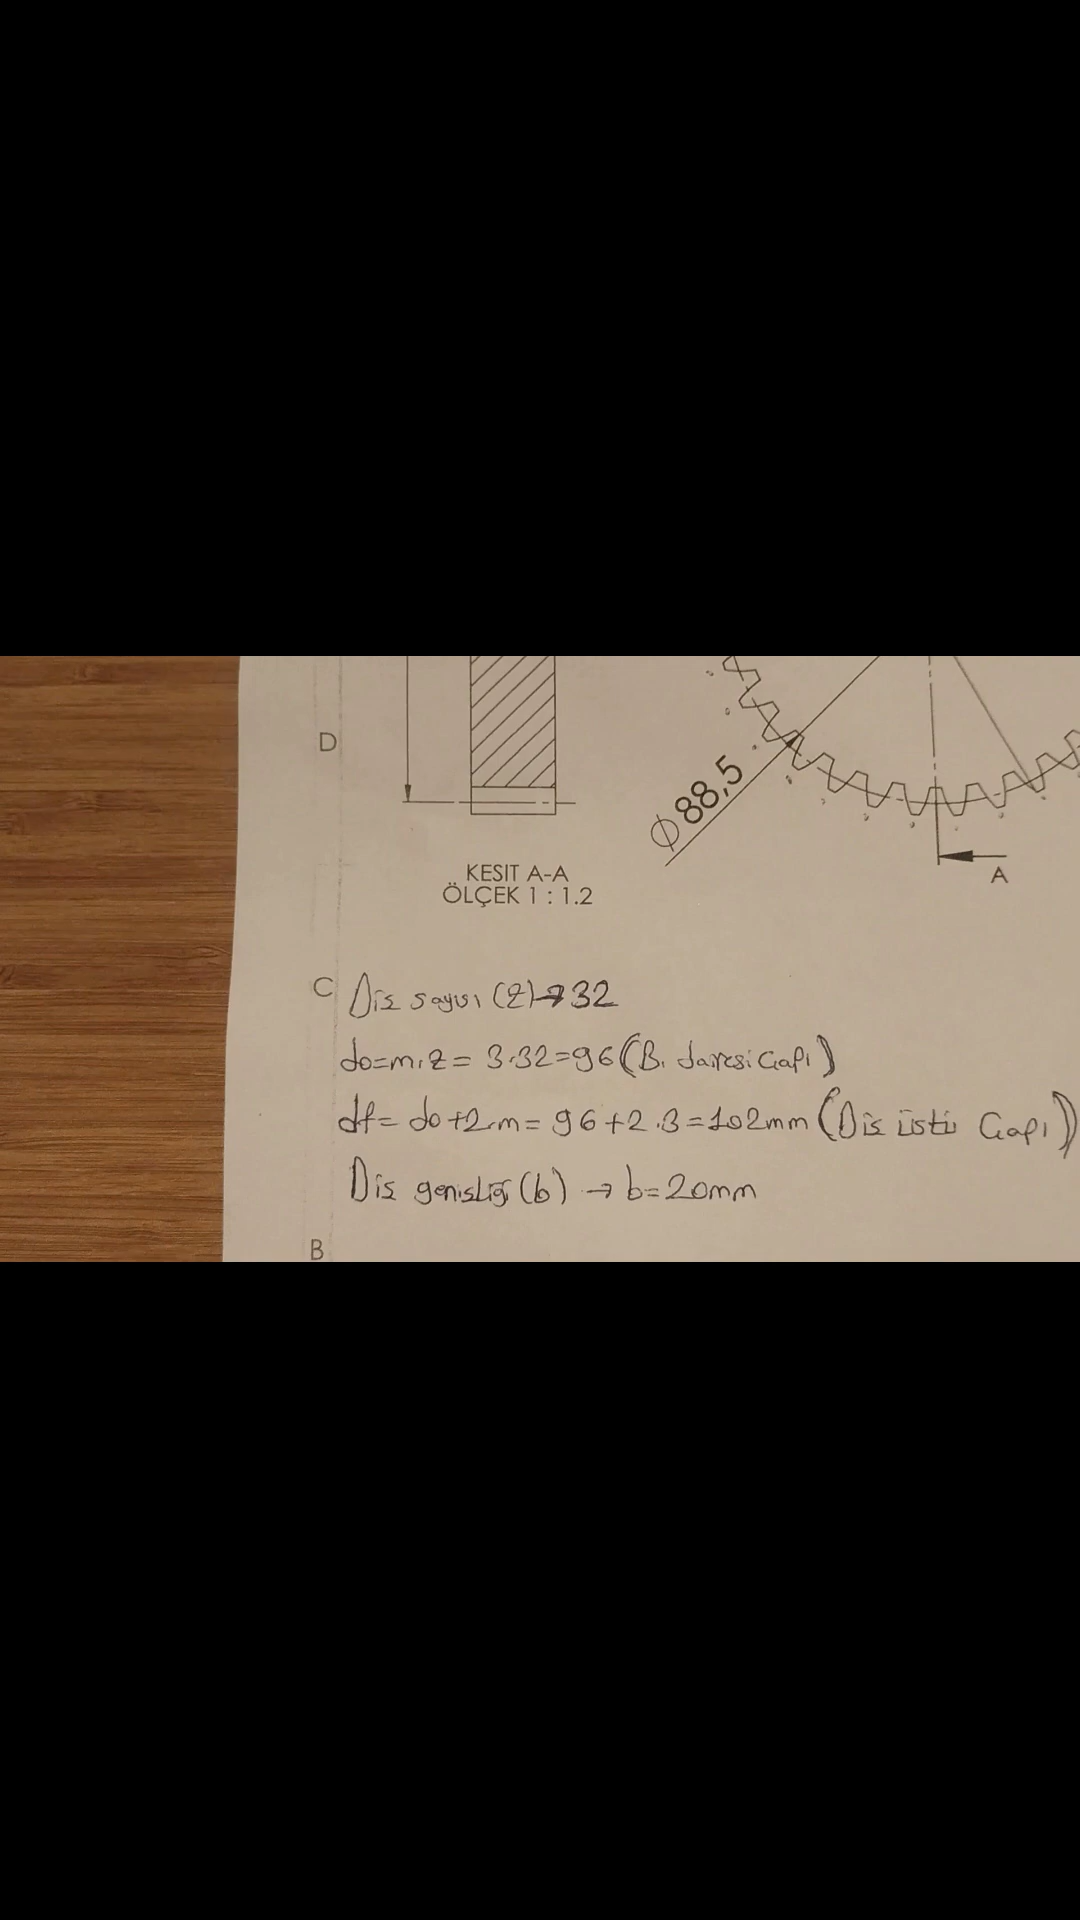 D
Ø88,5
KESIT A-A
ÖLÇEK 1 : 1.2
A
C
Diş sayısı (z)→32
do=m.z = 3.32=96 (B. dairesi Çapı)
df= do+2.m= 96+2.3=102mm (Diş üstü Çapı)
Diş genişliği (b) → b=20mm
B